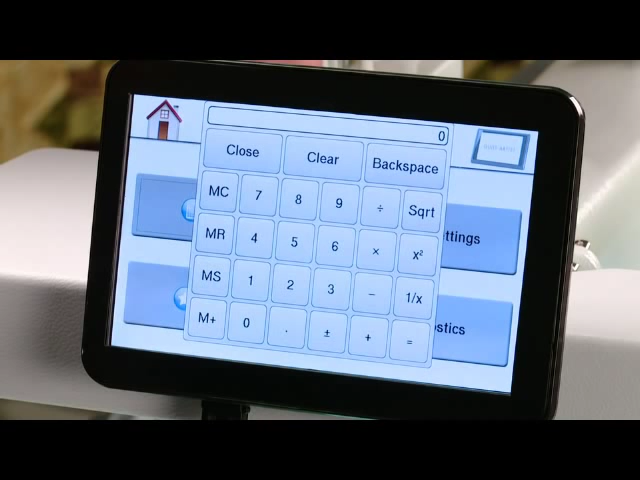 0
Close Clear Backspace
MC 7 8 9 ÷ Sqrt
MR 4 5 6 × x² ttings
MS 1 2 3 − 1/x
M+ 0 . ± + = ostics